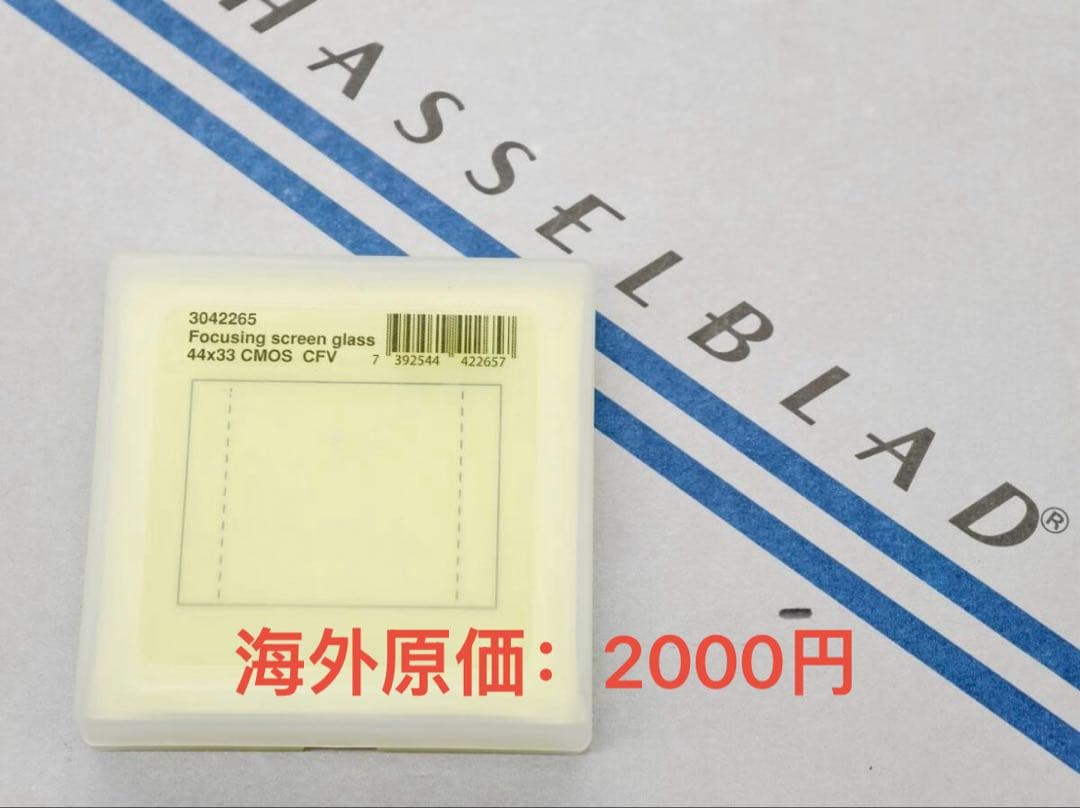 HASSELBLAD®
3042265
Focusing screen glass
44x33 CMOS CFV
7 392544 422657
海外原価：2000円